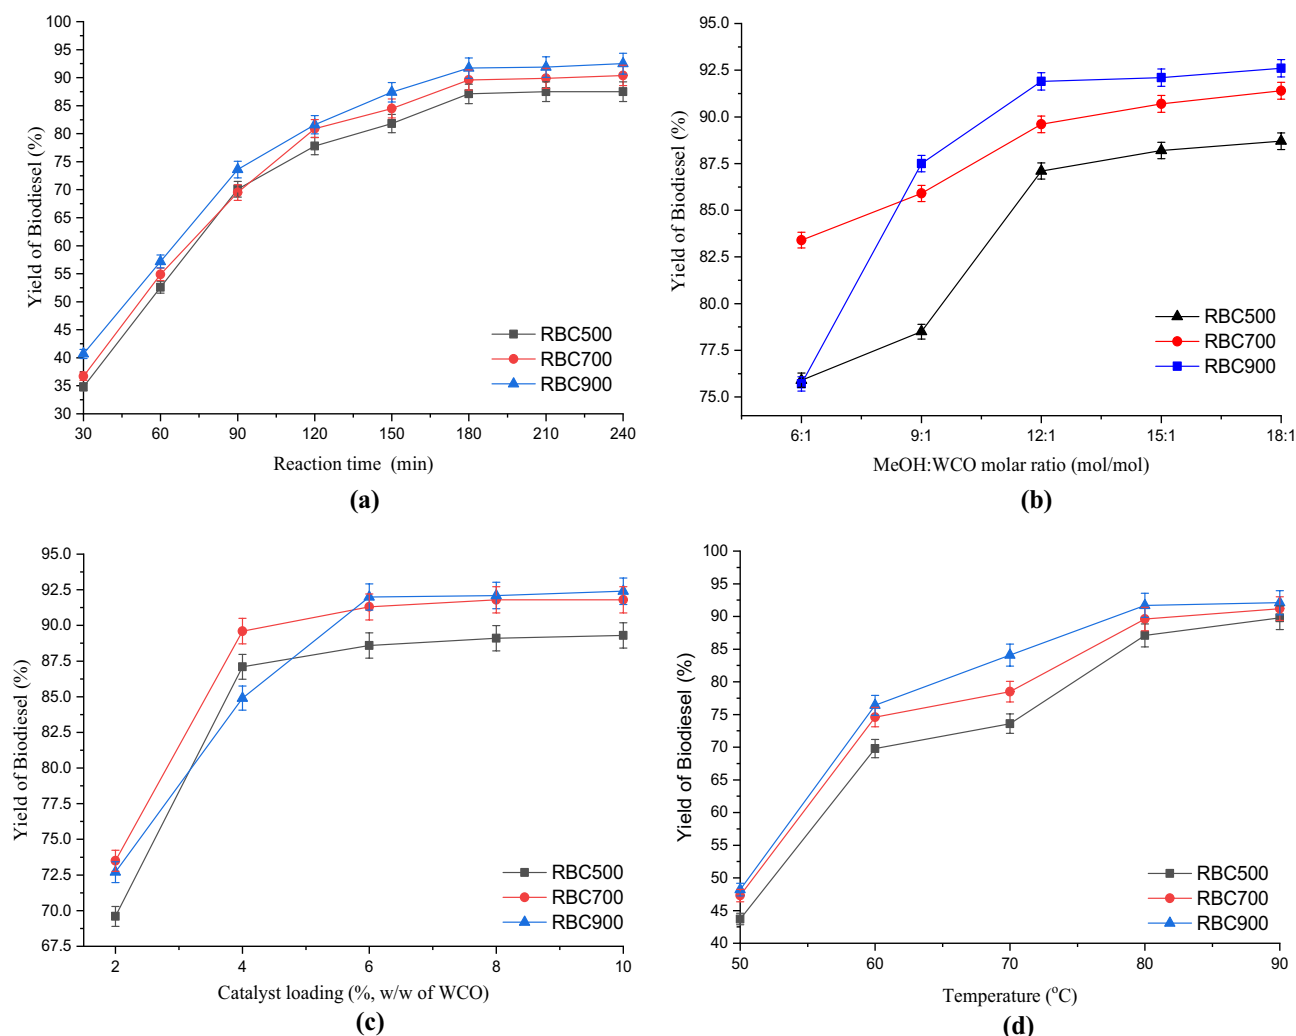 100
95
90
85
80
75
70
65
60
55
50
45
40
35
30
Yield of Biodiesel (%)
RBC500
RBC700
RBC900
30 60 90 120 150 180 210 240
Reaction time (min)
(a)
95.0
92.5
90.0
87.5
85.0
82.5
80.0
77.5
75.0
Yield of Biodiesel (%)
RBC500
RBC700
RBC900
6:1 9:1 12:1 15:1 18:1
MeOH:WCO molar ratio (mol/mol)
(b)
95.0
92.5
90.0
87.5
85.0
82.5
80.0
77.5
75.0
72.5
70.0
67.5
Yield of Biodiesel (%)
RBC500
RBC700
RBC900
2 4 6 8 10
Catalyst loading (%, w/w of WCO)
(c)
100
95
90
85
80
75
70
65
60
55
50
45
40
Yield of Biodiesel (%)
RBC500
RBC700
RBC900
50 60 70 80 90
Temperature (°C)
(d)